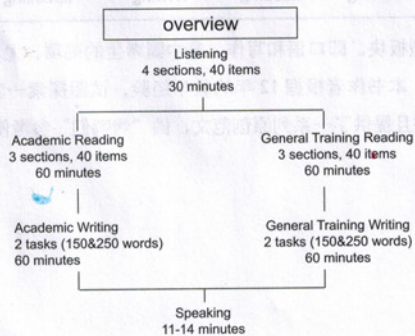 overview
Listening
4 sections, 40 items
30 minutes
Academic Reading
3 sections, 40 items
60 minutes
General Training Reading
3 sections, 40 items
60 minutes
Academic Writing
2 tasks (150&250 words)
60 minutes
General Training Writing
2 tasks (150&250 words)
60 minutes
Speaking
11-14 minutes